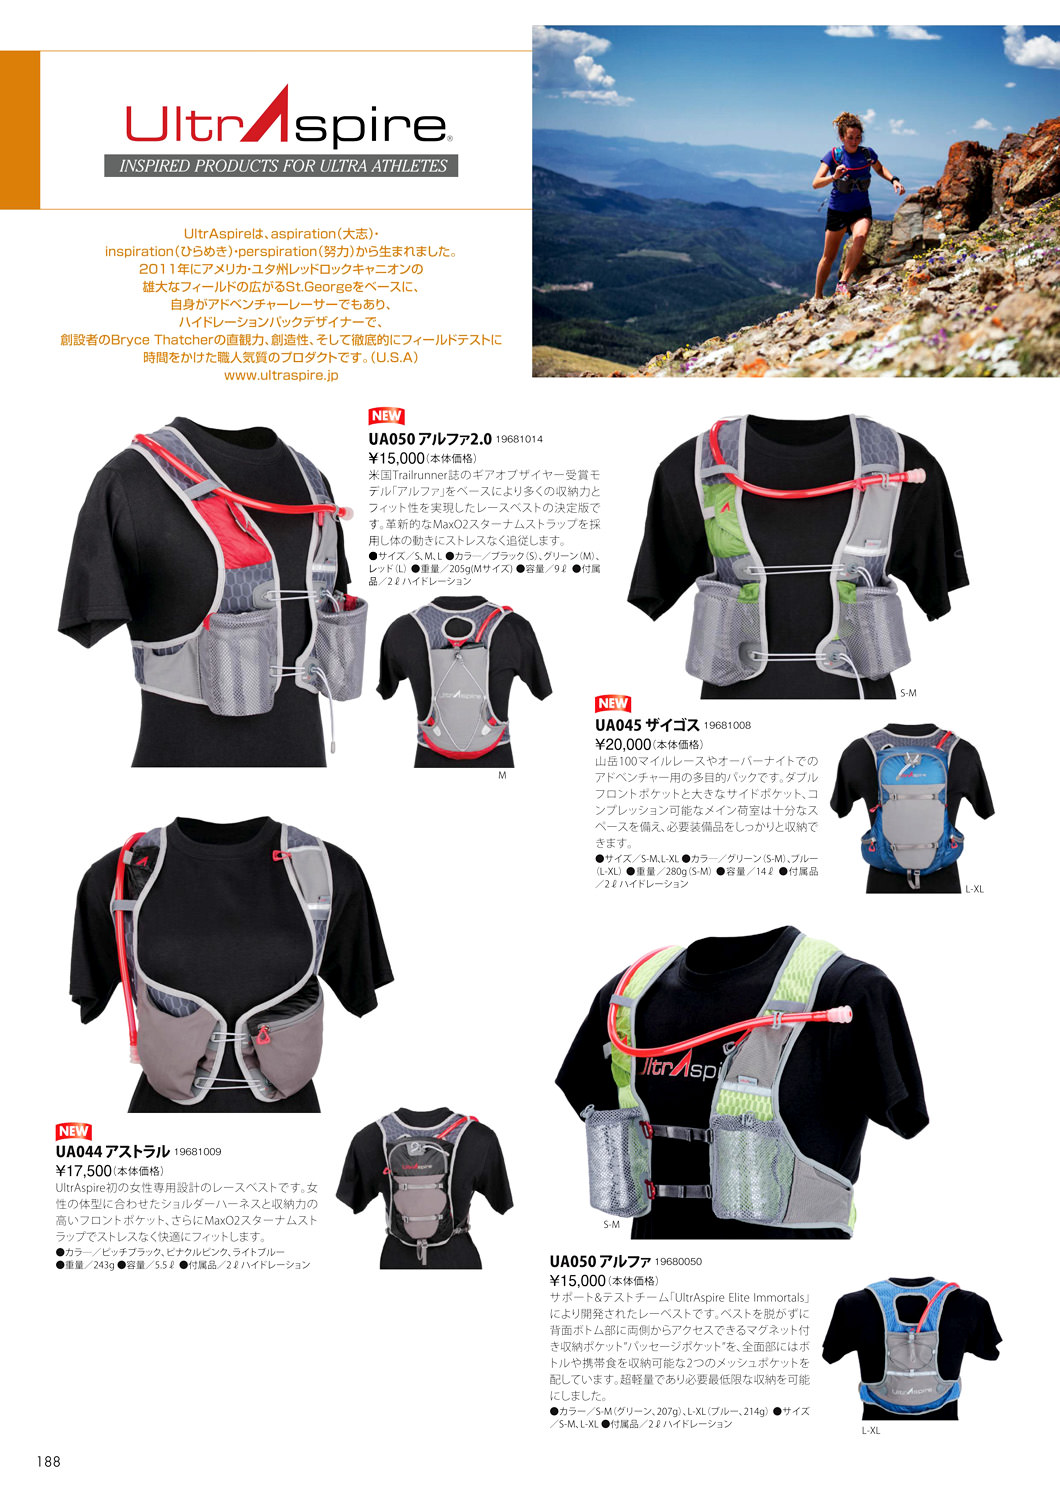 UltrAspire®
INSPIRED PRODUCTS FOR ULTRA ATHLETES
UltrAspireは、aspiration（大志）・
inspiration（ひらめき）・perspiration（努力）から生まれました。
2011年にアメリカ・ユタ州レッドロックキャニオンの
雄大なフィールドの広がるSt.Georgeをベースに、
自身がアドベンチャーレーサーでもあり、
ハイドレーションパックデザイナーで、
創設者のBryce Thatcherの直観力、創造性、そして徹底的にフィールドテストに
時間をかけた職人気質のプロダクトです。（U.S.A）
www.ultraspire.jp
NEW
UA050 アルファ2.0 19681014
¥15,000（本体価格）
米国Trailrunner誌のギアオブザイヤー受賞モ
デル「アルファ」をベースにより多くの収納力と
フィット性を実現したレースベストの決定版で
す。革新的なMaxO2スターナムストラップを採
用し体の動きにストレスなく追従します。
●サイズ／S、M、L ●カラー／ブラック（S）、グリーン（M）、
レッド（L） ●重量／205g(Mサイズ) ●容量／9ℓ ●付属
品／2ℓハイドレーション
UltrAspire
M
S-M
NEW
UA045 ザイゴス 19681008
¥20,000（本体価格）
山岳100マイルレースやオーバーナイトでの
アドベンチャー用の多目的パックです。ダブル
フロントポケットと大きなサイドポケット、コ
ンプレッション可能なメイン荷室は十分なス
ペースを備え、必要装備品をしっかりと収納で
きます。
●サイズ／S-M、L-XL ●カラー／グリーン（S-M）、ブルー
（L-XL） ●重量／280g（S-M） ●容量／14ℓ ●付属品
／2ℓハイドレーション
L-XL
NEW
UA044 アストラル 19681009
¥17,500（本体価格）
UltrAspire初の女性専用設計のレースベストです。女
性の体型に合わせたショルダーハーネスと収納力の
高いフロントポケット、さらにMaxO2スターナムスト
ラップでストレスなく快適にフィットします。
●カラー／ピッチブラック、ピナクルピンク、ライトブルー
●重量／243g ●容量／5.5ℓ ●付属品／2ℓハイドレーション
UltrAspire
UltrAspi
S-M
UA050 アルファ 19680050
¥15,000（本体価格）
サポート&テストチーム「UltrAspire Elite Immortals」
により開発されたレーベストです。ベストを脱がずに
背面ボトム部に両側からアクセスできるマグネット付
き収納ポケット"パッセージポケット"を、全面部にはボ
トルや携帯食を収納可能な2つのメッシュポケットを
配しています。超軽量であり必要最低限な収納を可能
にしました。
●カラー／S-M（グリーン、207g）、L-XL（ブルー、214g） ●サイズ
／S-M、L-XL ●付属品／2ℓハイドレーション
UltrAspire
L-XL
188